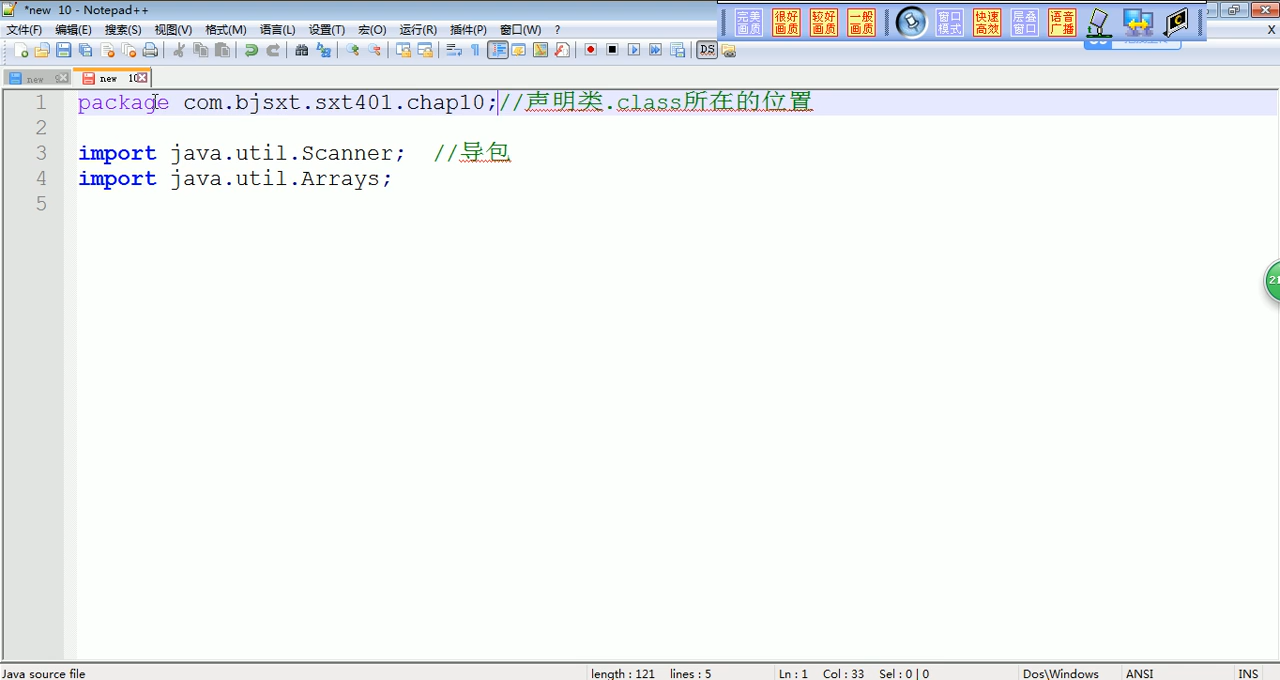 *new 10 - Notepad++
完美画质 很好画质 较好画质 一般画质 窗口模式 快速高效 层叠窗口 语音广播
文件(F) 编辑(E) 搜索(S) 视图(V) 格式(M) 语言(L) 设置(T) 宏(O) 运行(R) 插件(P) 窗口(W) ? X
new 9 new 10
1 package com.bjsxt.sxt401.chap10;//声明类.class所在的位置
2
3 import java.util.Scanner; //导包
4 import java.util.Arrays;
5
21
Java source file length : 121 lines : 5 Ln : 1 Col : 33 Sel : 0 | 0 Dos\Windows ANSI INS